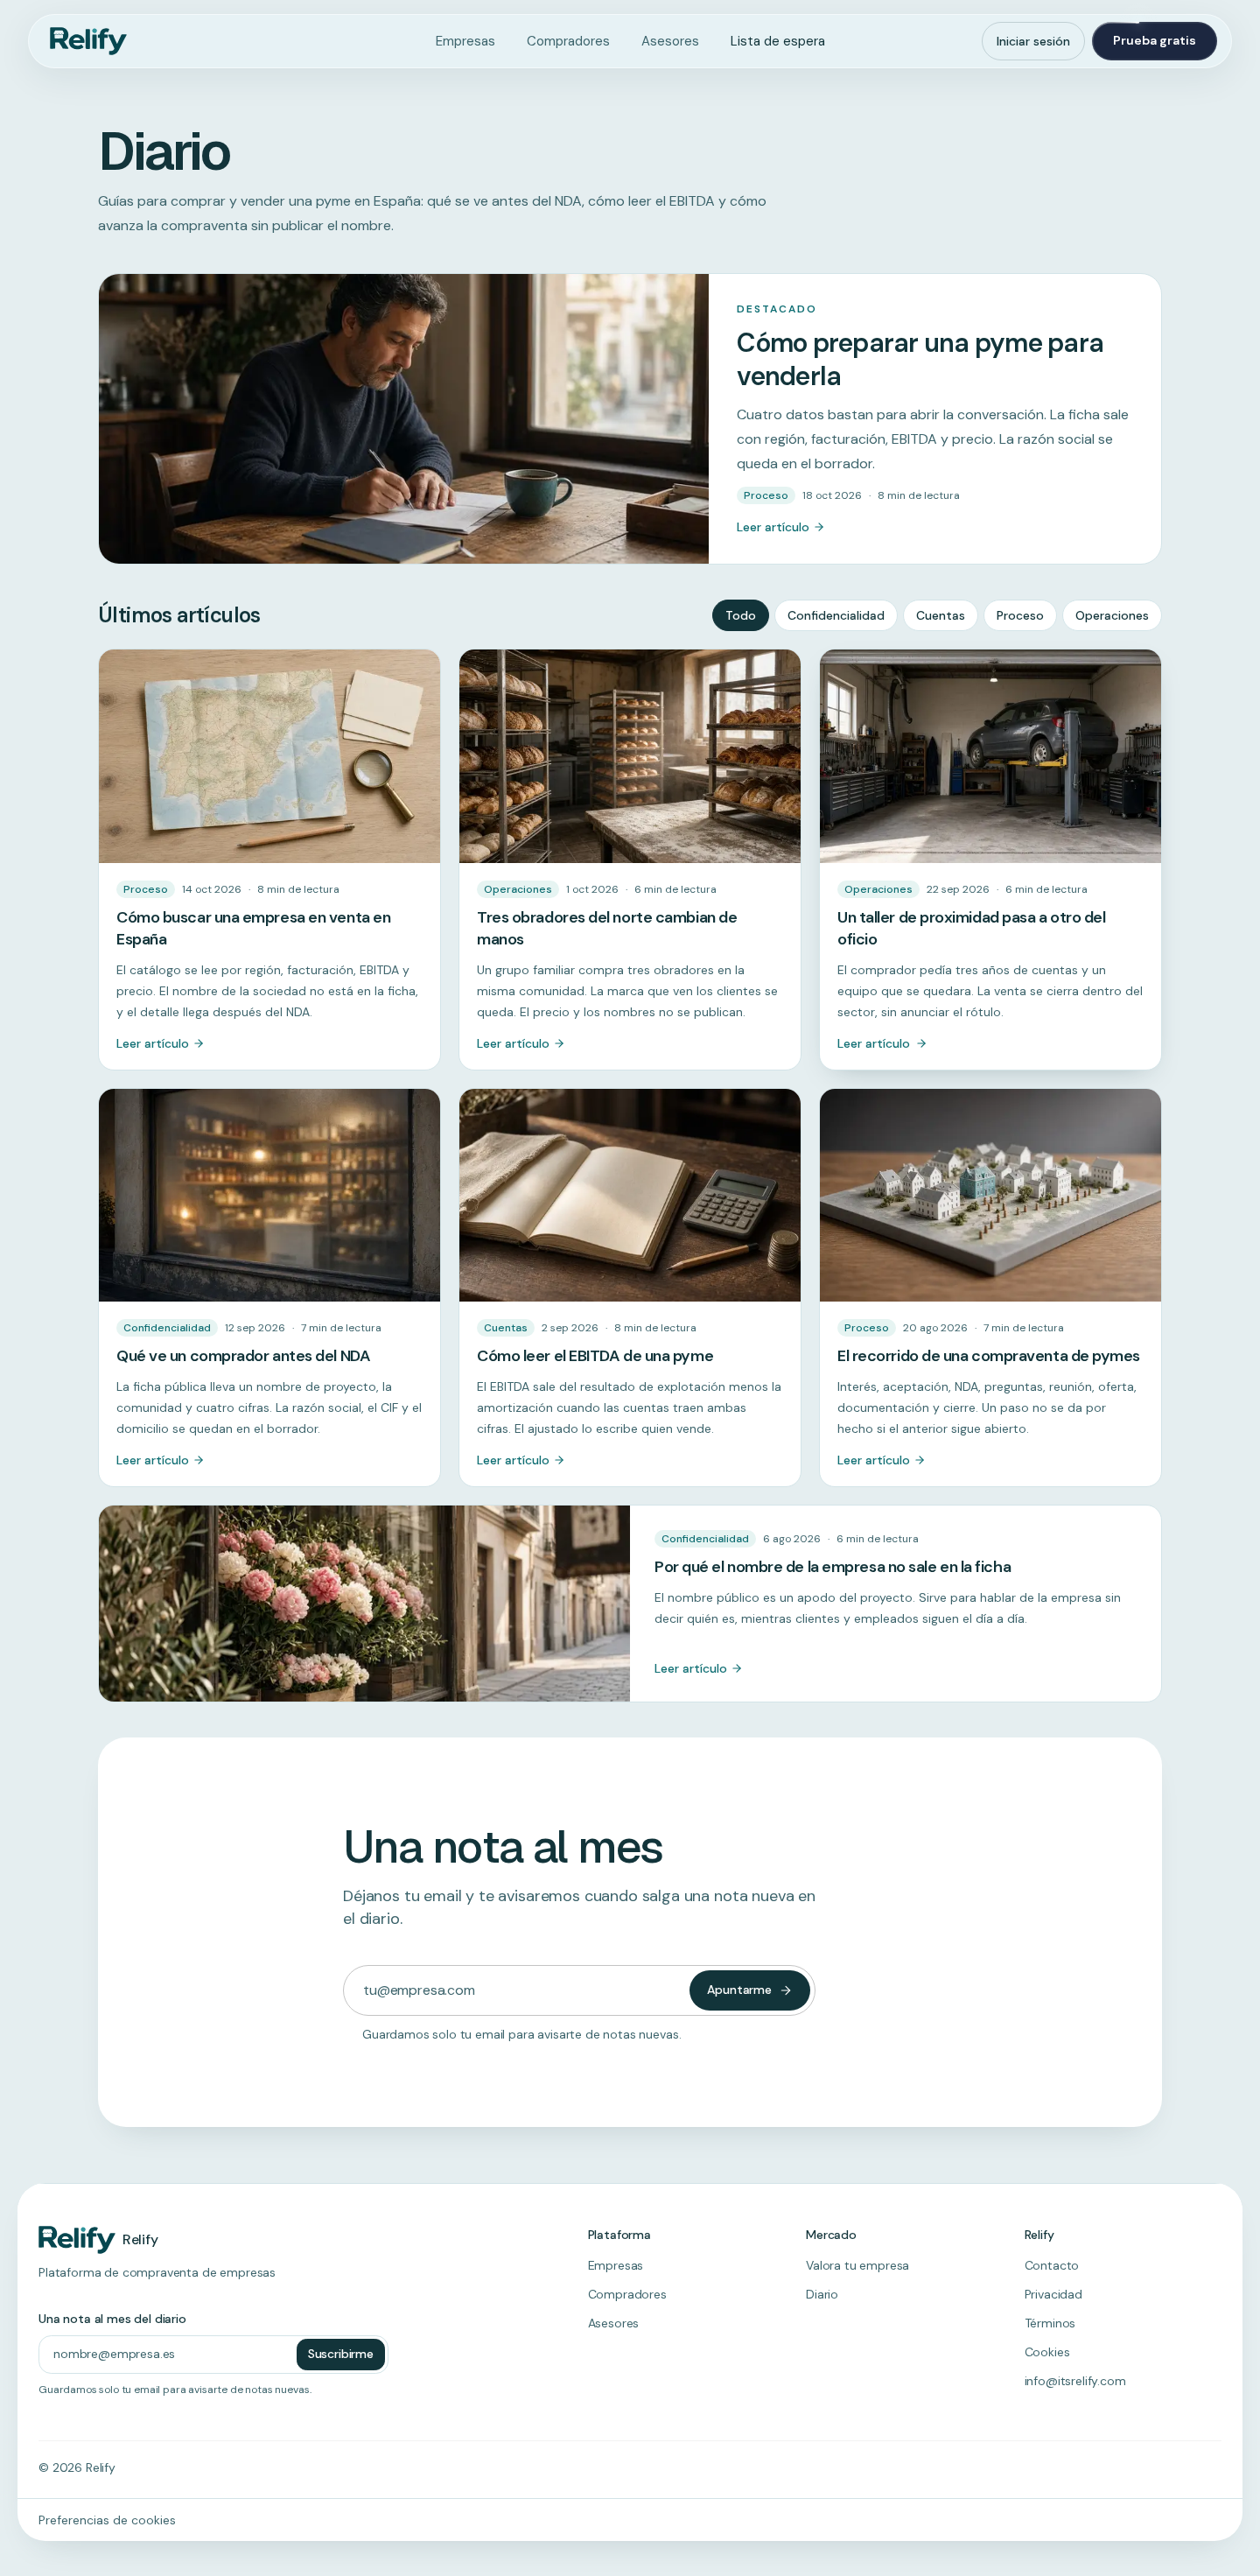 Relify
Empresas
Compradores
Asesores
Lista de espera
Iniciar sesión
Prueba gratis
Diario
Guías para comprar y vender una pyme en España: qué se ve antes del NDA, cómo leer el EBITDA y cómo
avanza la compraventa sin publicar el nombre.
DESTACADO
Cómo preparar una pyme para
venderla
Cuatro datos bastan para abrir la conversación. La ficha sale
con región, facturación, EBITDA y precio. La razón social se
queda en el borrador.
Proceso 18 oct 2026 · 8 min de lectura
Leer artículo →
Últimos artículos
Todo
Confidencialidad
Cuentas
Proceso
Operaciones
Proceso 14 oct 2026 · 8 min de lectura
Cómo buscar una empresa en venta en
España
El catálogo se lee por región, facturación, EBITDA y
precio. El nombre de la sociedad no está en la ficha,
y el detalle llega después del NDA.
Leer artículo →
Operaciones 1 oct 2026 · 6 min de lectura
Tres obradores del norte cambian de
manos
Un grupo familiar compra tres obradores en la
misma comunidad. La marca que ven los clientes se
queda. El precio y los nombres no se publican.
Leer artículo →
Operaciones 22 sep 2026 · 6 min de lectura
Un taller de proximidad pasa a otro del
oficio
El comprador pedía tres años de cuentas y un
equipo que se quedara. La venta se cierra dentro del
sector, sin anunciar el rótulo.
Leer artículo →
Confidencialidad 12 sep 2026 · 7 min de lectura
Qué ve un comprador antes del NDA
La ficha pública lleva un nombre de proyecto, la
comunidad y cuatro cifras. La razón social, el CIF y el
domicilio se quedan en el borrador.
Leer artículo →
Cuentas 2 sep 2026 · 8 min de lectura
Cómo leer el EBITDA de una pyme
El EBITDA sale del resultado de explotación menos la
amortización cuando las cuentas traen ambas
cifras. El ajustado lo escribe quien vende.
Leer artículo →
Proceso 20 ago 2026 · 7 min de lectura
El recorrido de una compraventa de pymes
Interés, aceptación, NDA, preguntas, reunión, oferta,
documentación y cierre. Un paso no se da por
hecho si el anterior sigue abierto.
Leer artículo →
Confidencialidad 6 ago 2026 · 6 min de lectura
Por qué el nombre de la empresa no sale en la ficha
El nombre público es un apodo del proyecto. Sirve para hablar de la empresa sin
decir quién es, mientras clientes y empleados siguen el día a día.
Leer artículo →
Una nota al mes
Déjanos tu email y te avisaremos cuando salga una nota nueva en
el diario.
tu@empresa.com
Apuntarme →
Guardamos solo tu email para avisarte de notas nuevas.
Relify Relify
Plataforma de compraventa de empresas
Una nota al mes del diario
nombre@empresa.es
Suscribirme
Guardamos solo tu email para avisarte de notas nuevas.
Plataforma
Empresas
Compradores
Asesores
Mercado
Valora tu empresa
Diario
Relify
Contacto
Privacidad
Términos
Cookies
info@itsrelify.com
© 2026 Relify
Preferencias de cookies